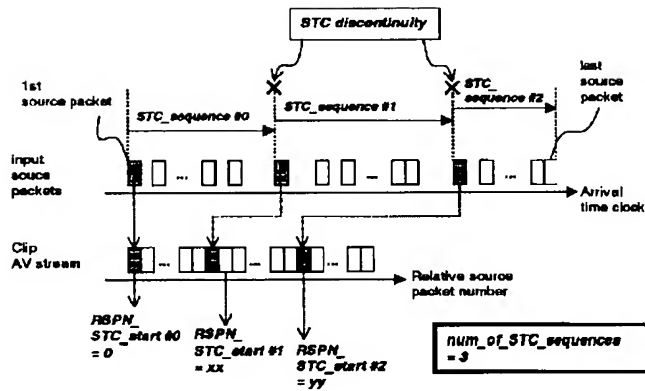 STC discontinuity
1st
source packet
last
source
packet
STC_
sequence #2
STC_sequence #1
STC_sequence #0
input
souce
packets
...
...
...
Arrival
time clock
Clip
AV stream
...
...
...
Relative source
packet number
RSPN_
STC_start #0
= 0
RSPN_
STC_start #1
= xx
RSPN_
STC_start #2
= yy
num_of_STC_sequences
= 3